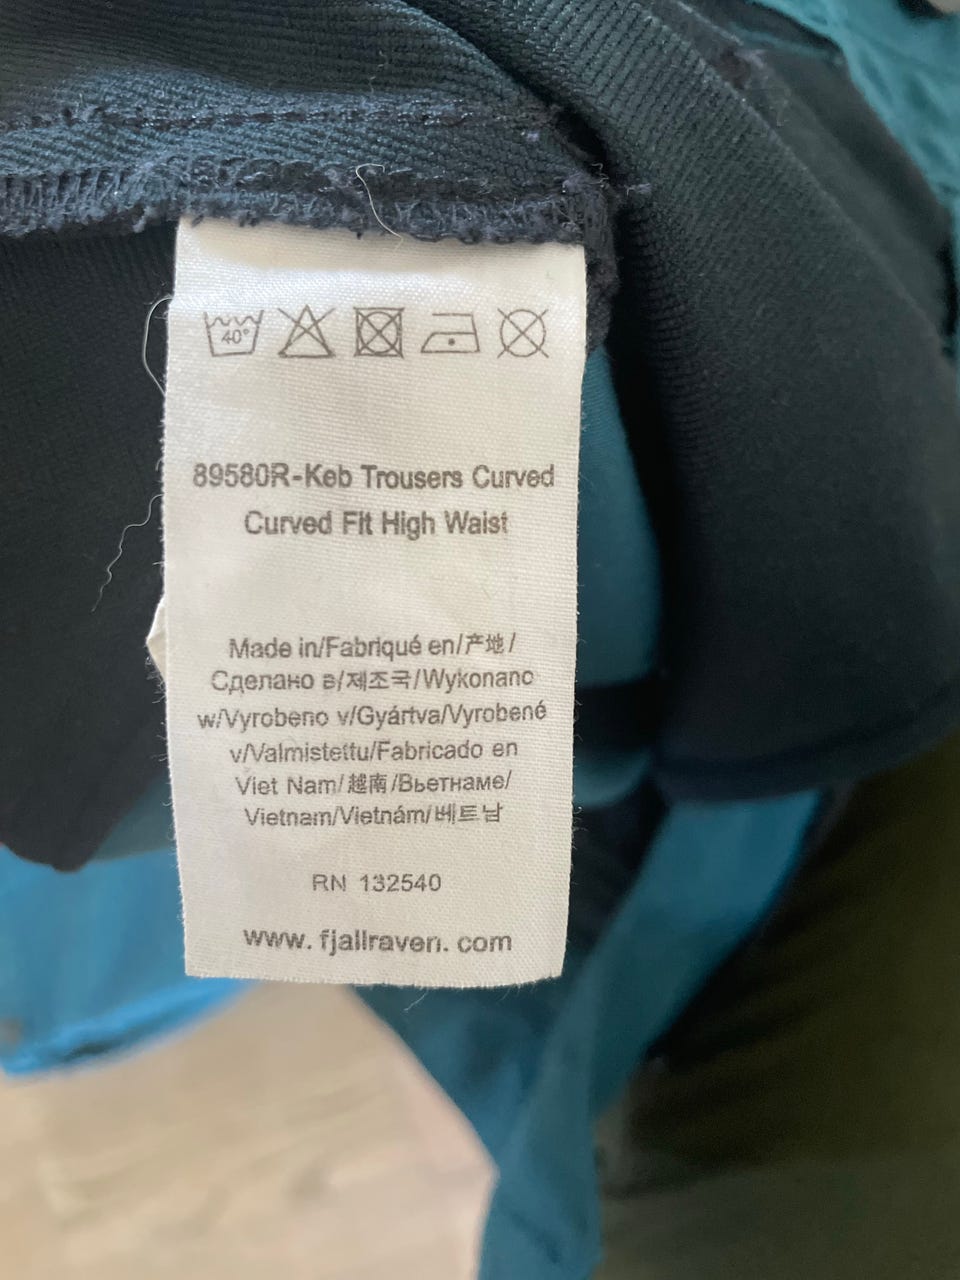 40°
89580R-Keb Trousers Curved
Curved Fit High Waist
Made in/Fabriqué en/产地/
Сделано в/제조국/Wykonano
w/Vyrobeno v/Gyártva/Vyrobené
v/Valmistettu/Fabricado en
Viet Nam/越南/Вьетнаме/
Vietnam/Vietnám/베트남
RN 132540
www. fjallraven. com